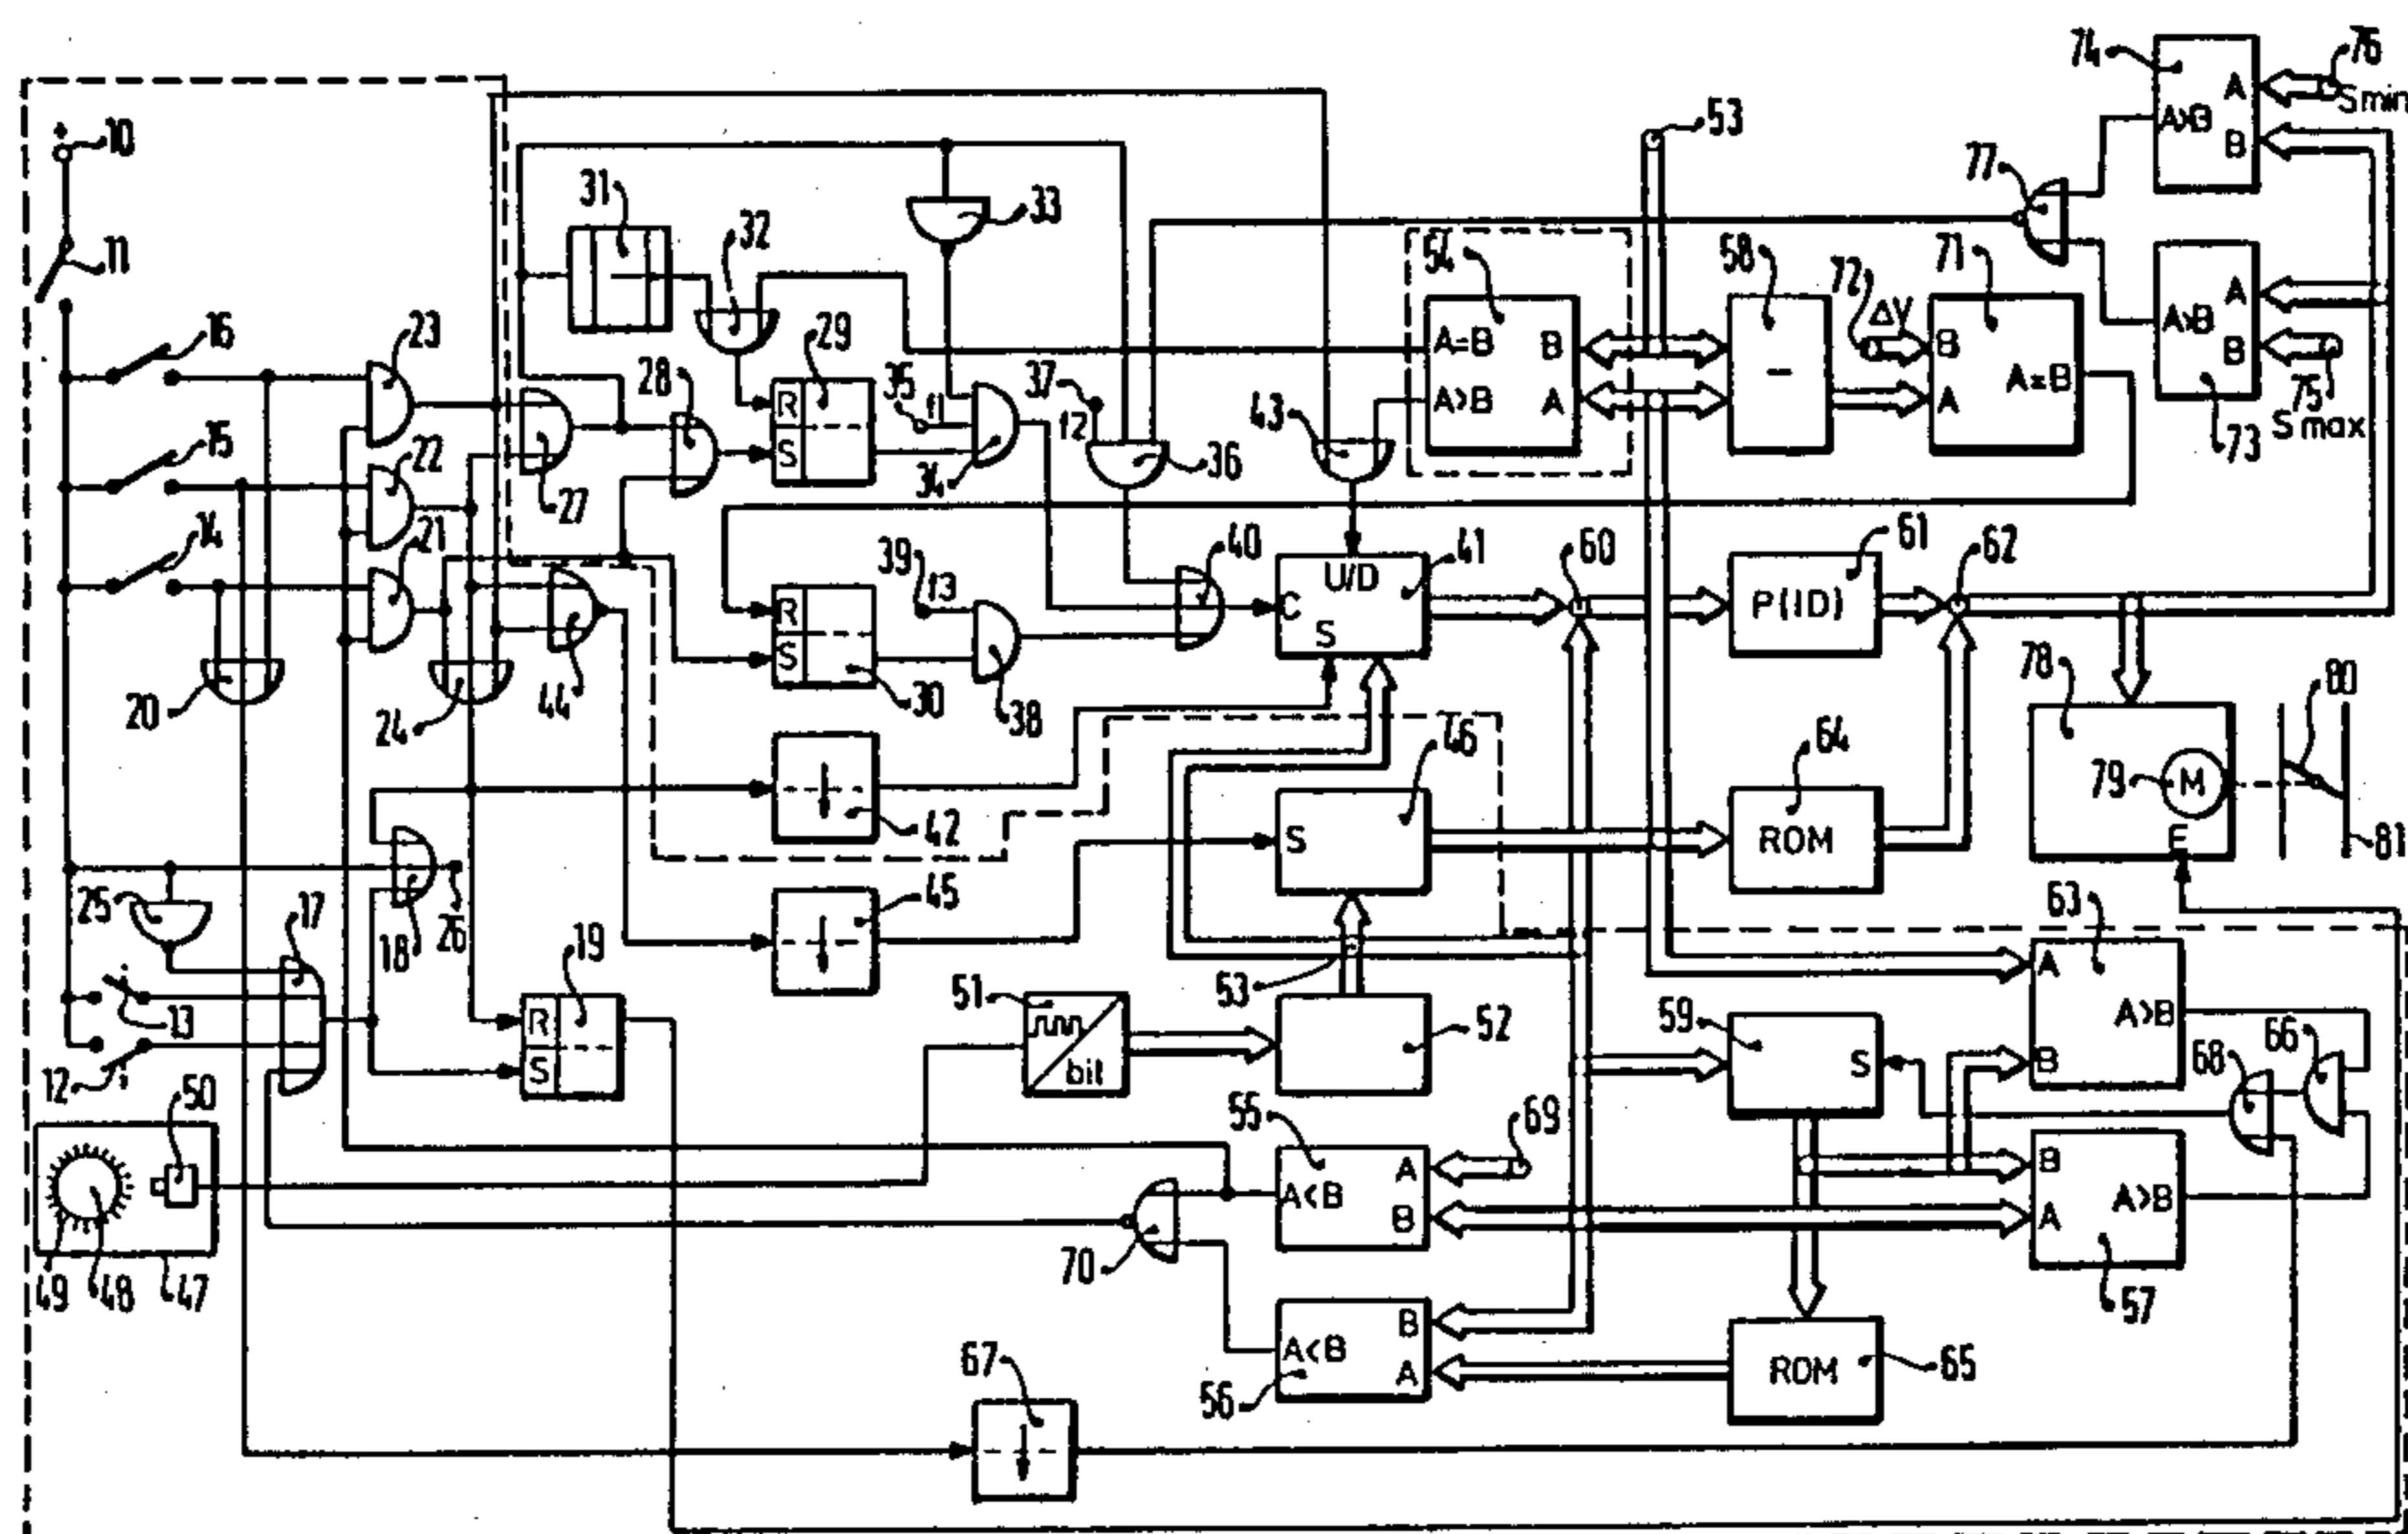 74
76
S min
+
10
53
A
A>B
B
77
31
32
33
11
54
58
72
71
ΔV
A
A>B
B
75
S max
73
16
23
28
29
35
f1
37
f2
43
A=B
B
A>B
A
–
B
A=B
A
R
S
34
36
15
22
27
14
21
39
f3
40
41
60
61
62
U/D
C
S
P(ID)
R
S
20
24
44
30
38
46
64
78
80
79
M
E
81
42
S
ROM
25
17
18
26
45
63
19
53
A
A>B
B
13
51
52
59
66
68
R
S
bit
S
12
50
55
69
A
A<B
B
B
A>B
A
49
48
47
70
57
67
B
A<B
A
56
ROM
65